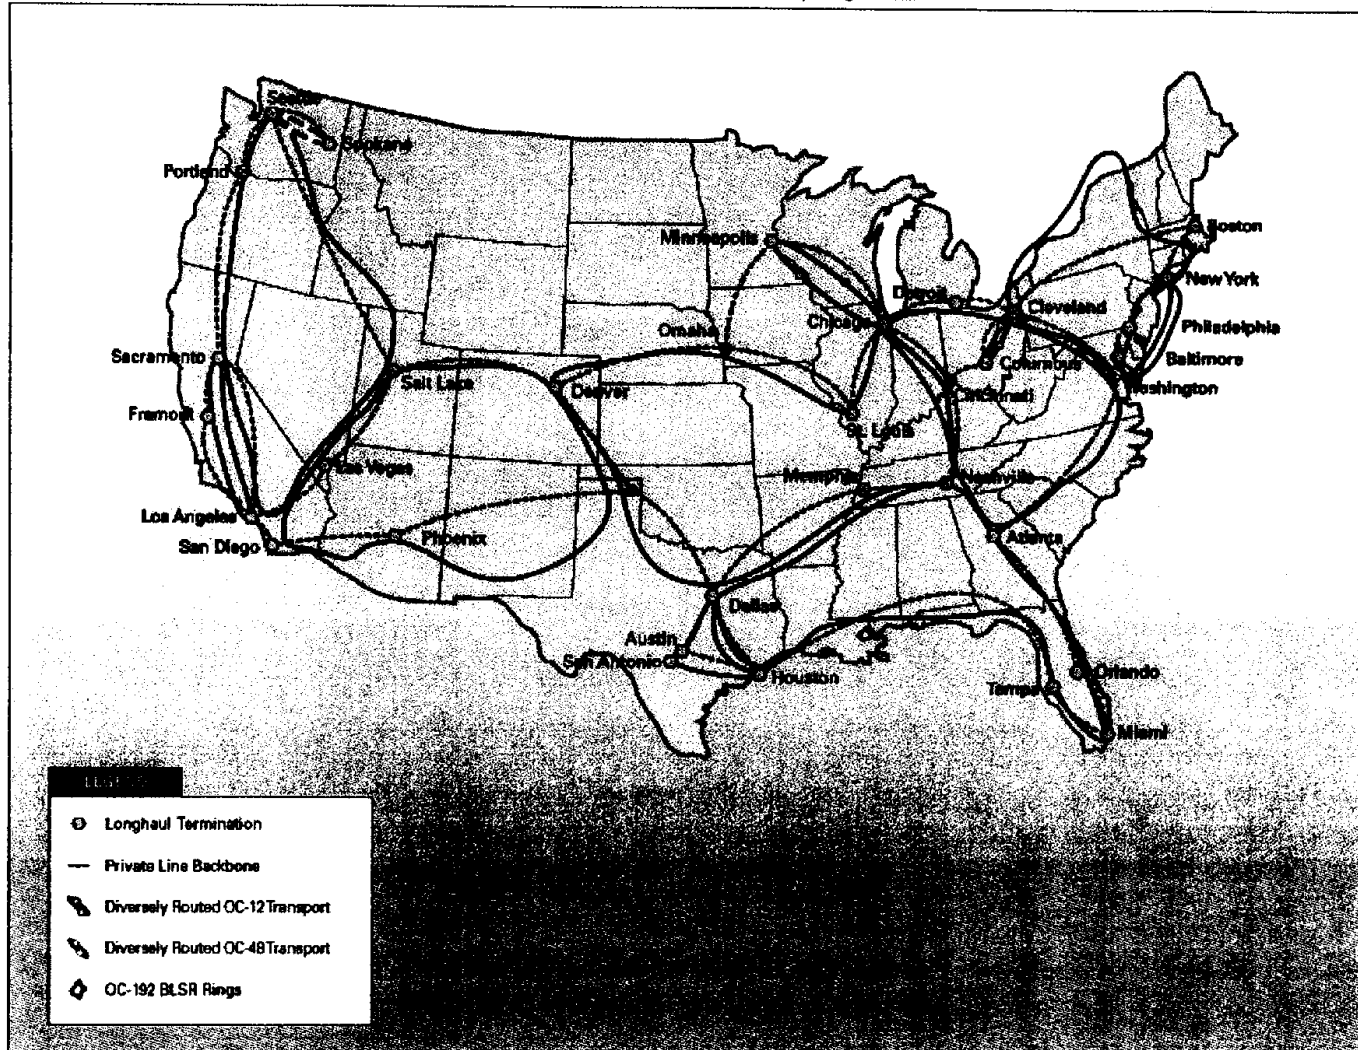 Seattle
Spokane
Portland
Minneapolis
Boston
New York
Detroit
Cleveland
Omaha
Chicago
Philadelphia
Sacramento
Columbus
Baltimore
Salt Lake
Denver
Washington
Cincinnati
Fremont
St. Louis
Las Vegas
Memphis
Nashville
Los Angeles
Phoenix
Atlanta
San Diego
Dallas
Austin
San Antonio
Houston
Orlando
Tampa
Miami
LEGEND
Longhaul Termination
Private Line Backbone
Diversely Routed OC-12 Transport
Diversely Routed OC-48 Transport
OC-192 BLSR Rings